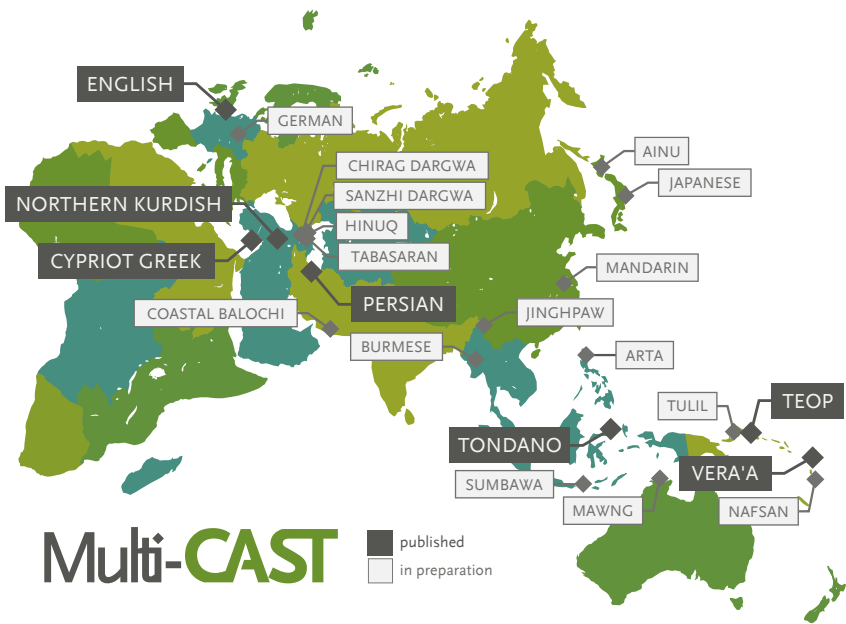 ENGLISH
GERMAN
AINU
CHIRAG DARGWA
JAPANESE
SANZHI DARGWA
NORTHERN KURDISH
HINUQ
TABASARAN
CYPRIOT GREEK
MANDARIN
PERSIAN
COASTAL BALOCHI
JINGHPAW
BURMESE
ARTA
TULIL
TEOP
TONDANO
VERA'A
SUMBAWA
MAWNG
NAFSAN
Multi-CAST
published
in preparation